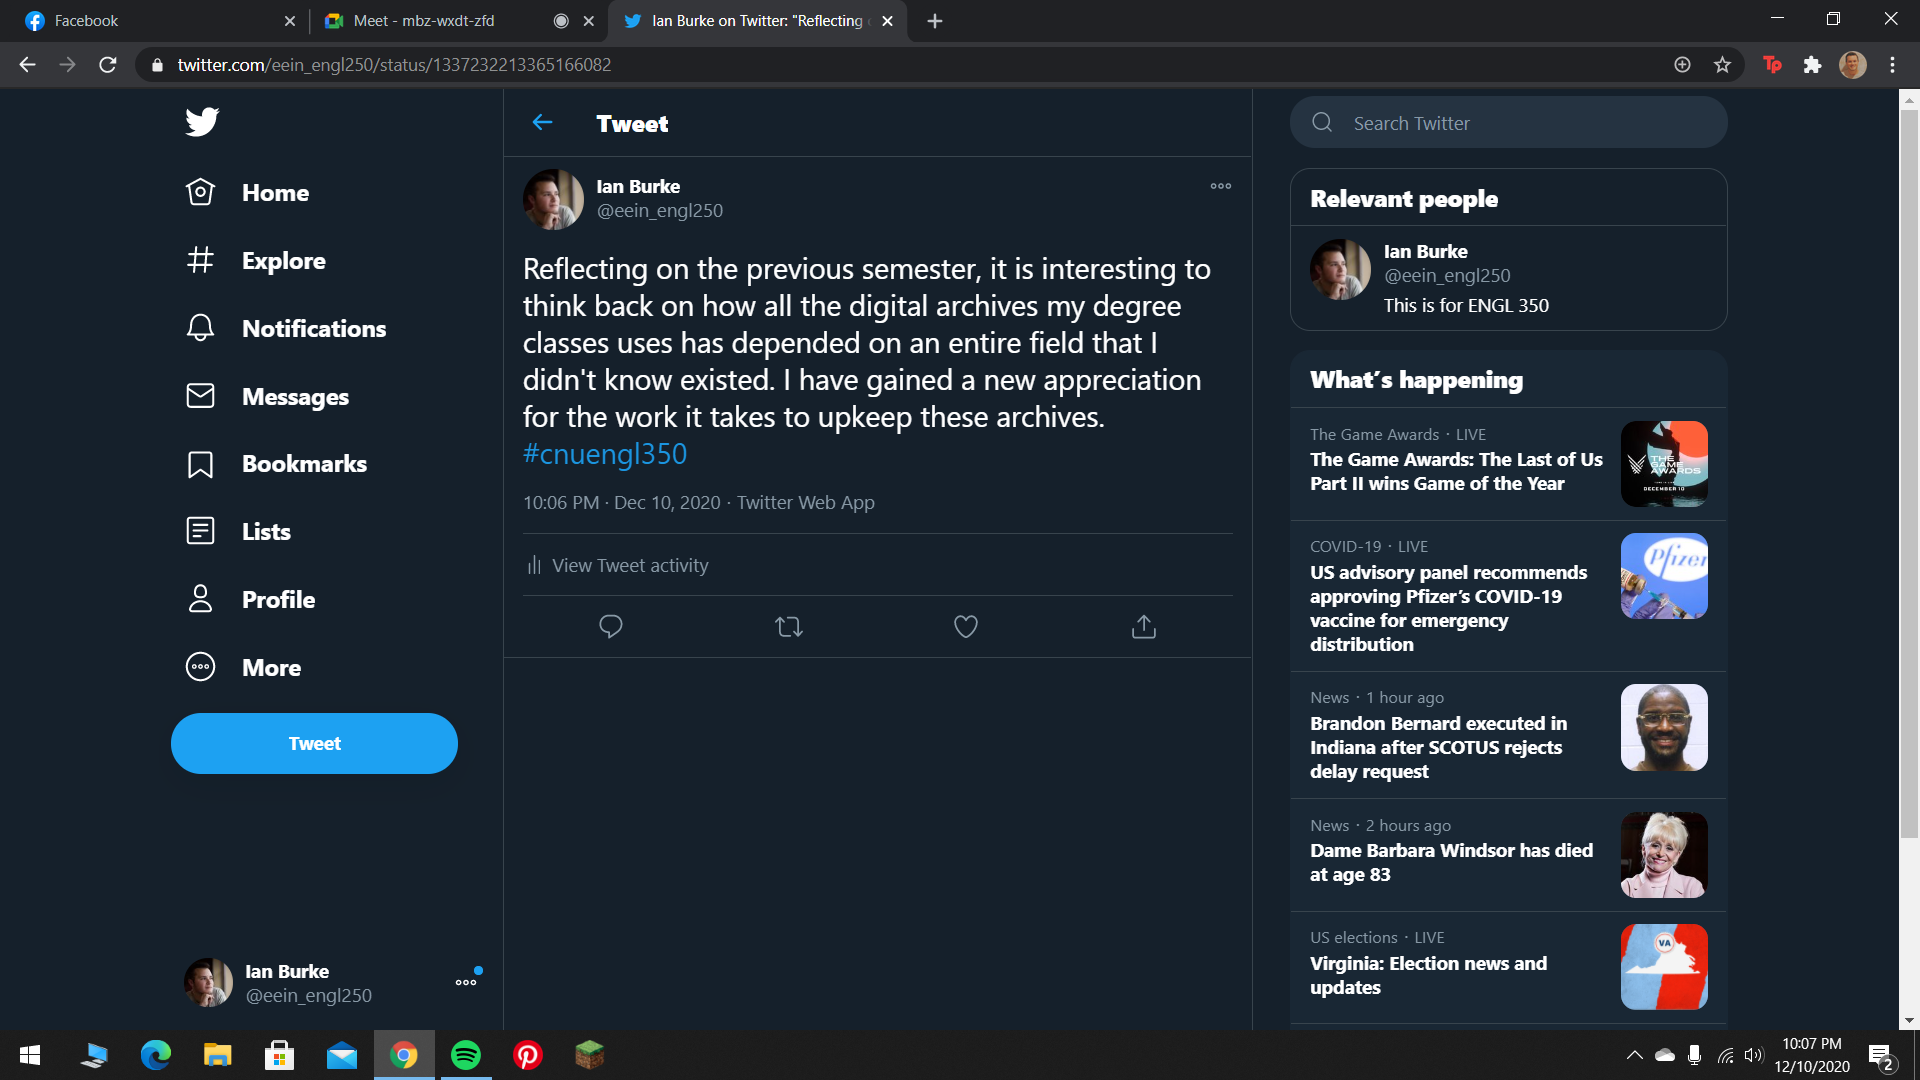 Facebook
Meet - mbz-wxdt-zfd
Ian Burke on Twitter: "Reflecting
twitter.com/eein_engl250/status/1337232213365166082
Tp
Home
Explore
Notifications
Messages
Bookmarks
Lists
Profile
More
Tweet
Ian Burke
@eein_engl250
Tweet
Ian Burke
@eein_engl250
Reflecting on the previous semester, it is interesting to
think back on how all the digital archives my degree
classes uses has depended on an entire field that I
didn't know existed. I have gained a new appreciation
for the work it takes to upkeep these archives.
#cnuengl350
10:06 PM · Dec 10, 2020 · Twitter Web App
View Tweet activity
Search Twitter
Relevant people
Ian Burke
@eein_engl250
This is for ENGL 350
What's happening
The Game Awards · LIVE
The Game Awards: The Last of Us
Part II wins Game of the Year
THE
GAME
AWARDS
DECEMBER 10
COVID-19 · LIVE
US advisory panel recommends
approving Pfizer's COVID-19
vaccine for emergency
distribution
Pfizer
News · 1 hour ago
Brandon Bernard executed in
Indiana after SCOTUS rejects
delay request
News · 2 hours ago
Dame Barbara Windsor has died
at age 83
US elections · LIVE
Virginia: Election news and
updates
VA
10:07 PM
12/10/2020
2